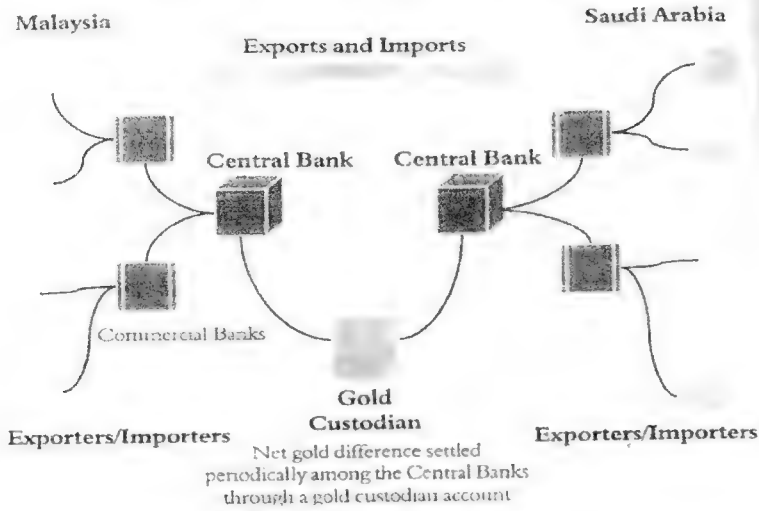 Malaysia
Saudi Arabia
Exports and Imports
Central Bank
Central Bank
Commercial Banks
Gold
Custodian
Exporters/Importers
Exporters/Importers
Net gold difference settled
periodically among the Central Banks
through a gold custodian account